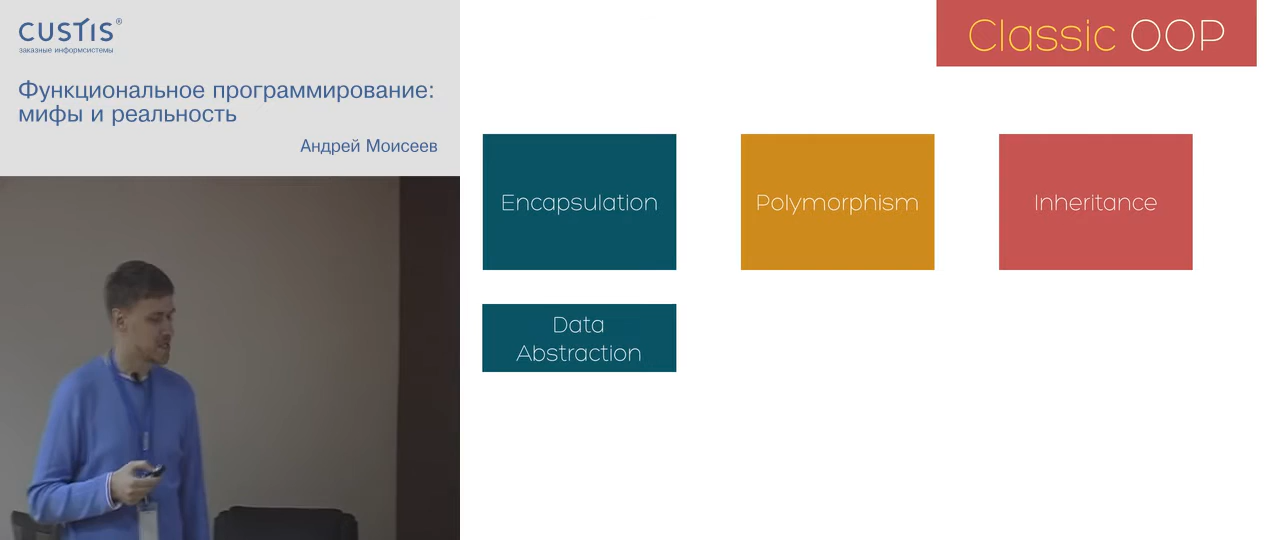 CUSTIS®
заказные информсистемы
Функциональное программирование:
мифы и реальность
Андрей Моисеев
Classic OOP
Encapsulation
Polymorphism
Inheritance
Data
Abstraction